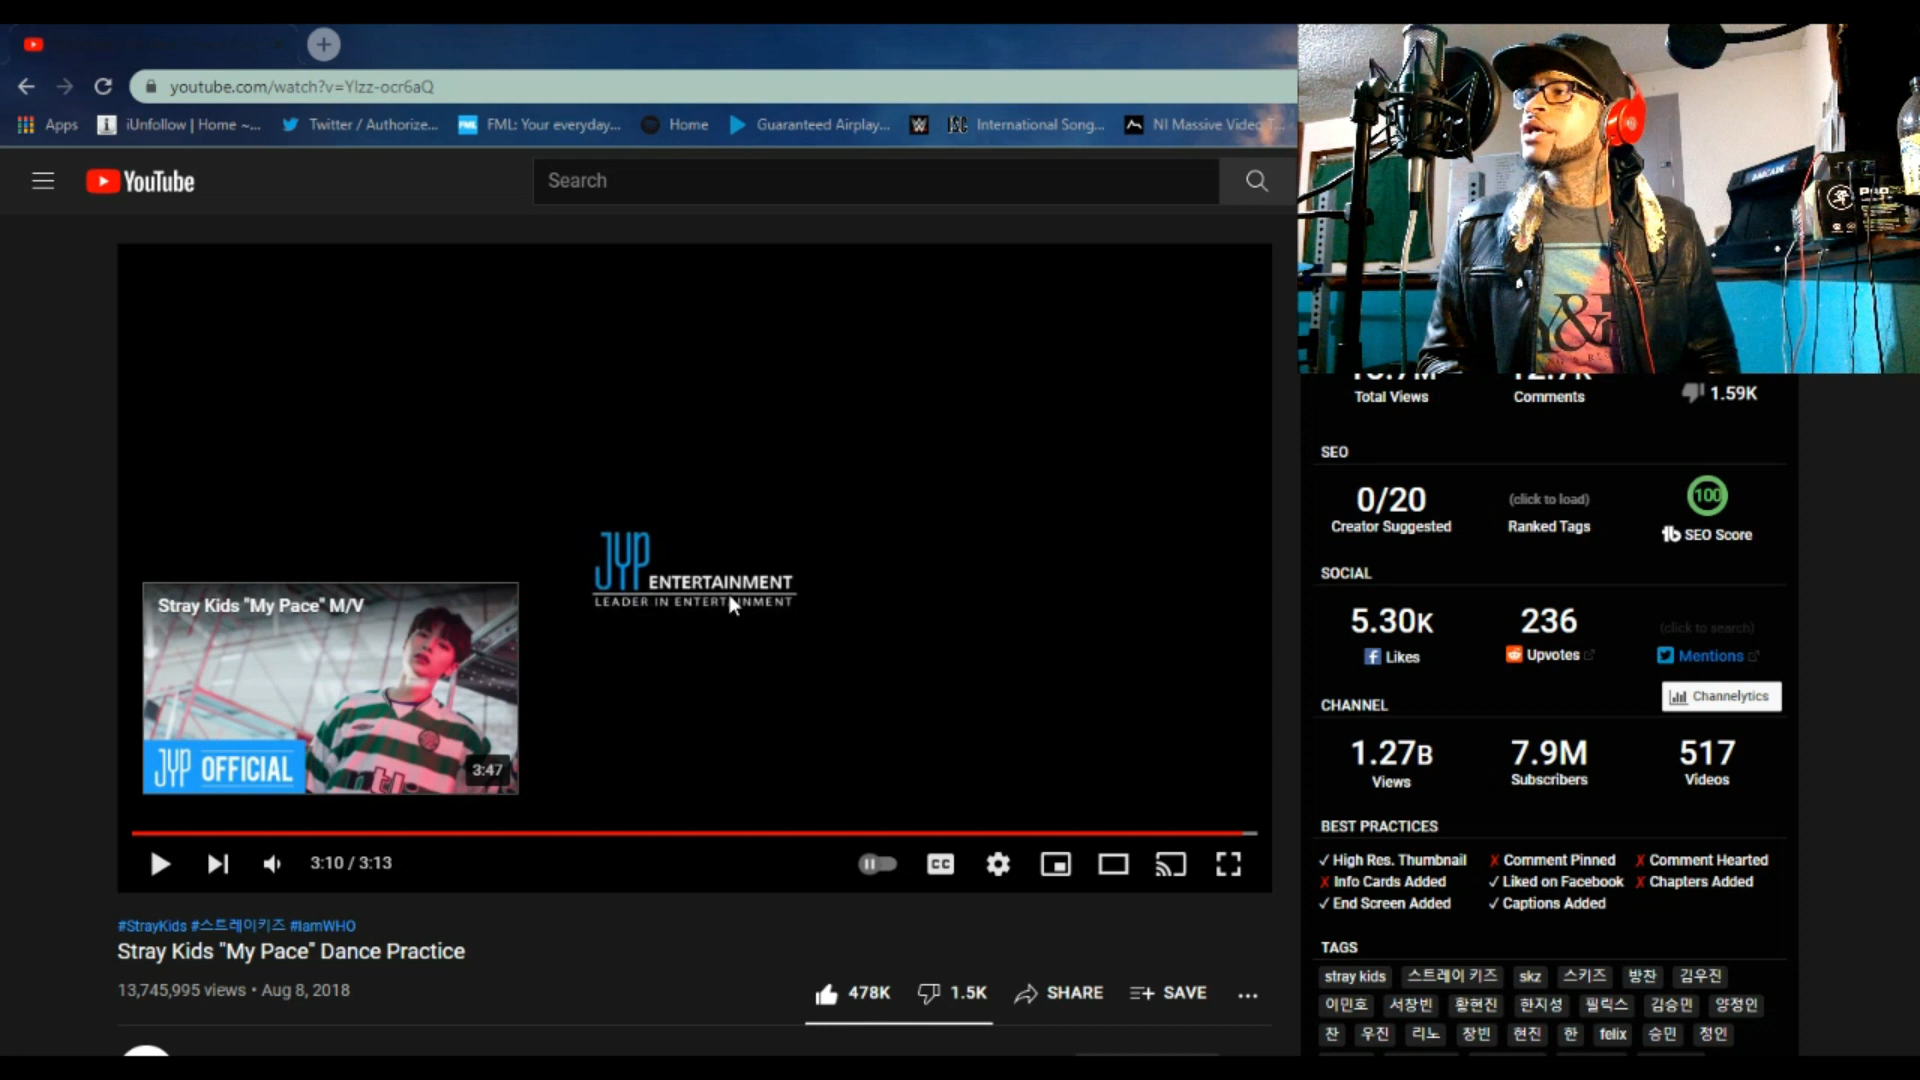 youtube.com/watch?v=Ylzz-ocr6aQ
Apps
iUnfollow | Home ~...
Twitter / Authorize...
FML: Your everyday...
Home
Guaranteed Airplay...
International Song...
NI Massive Video T...
YouTube
Search
JYP ENTERTAINMENT
LEADER IN ENTERTAINMENT
Stray Kids "My Pace" M/V
JYP OFFICIAL
3:47
3:10 / 3:13
CC
#StrayKids #스트레이키즈 #IamWHO
Stray Kids "My Pace" Dance Practice
13,745,995 views • Aug 8, 2018
478K
1.5K
SHARE
SAVE
Total Views
Comments
1.59K
SEO
0/20
Creator Suggested
(click to load)
Ranked Tags
100
tb SEO Score
SOCIAL
5.30K
Likes
236
Upvotes
(click to search)
Mentions
CHANNEL
Channelytics
1.27B
Views
7.9M
Subscribers
517
Videos
BEST PRACTICES
✓ High Res. Thumbnail ✗ Comment Pinned ✗ Comment Hearted
✗ Info Cards Added ✓ Liked on Facebook ✗ Chapters Added
✓ End Screen Added ✓ Captions Added
TAGS
stray kids 스트레이 키즈 skz 스키즈 방찬 김우진
이민호 서창빈 황현진 한지성 필릭스 김승민 양정인
찬 우진 리노 창빈 현진 한 felix 승민 정인